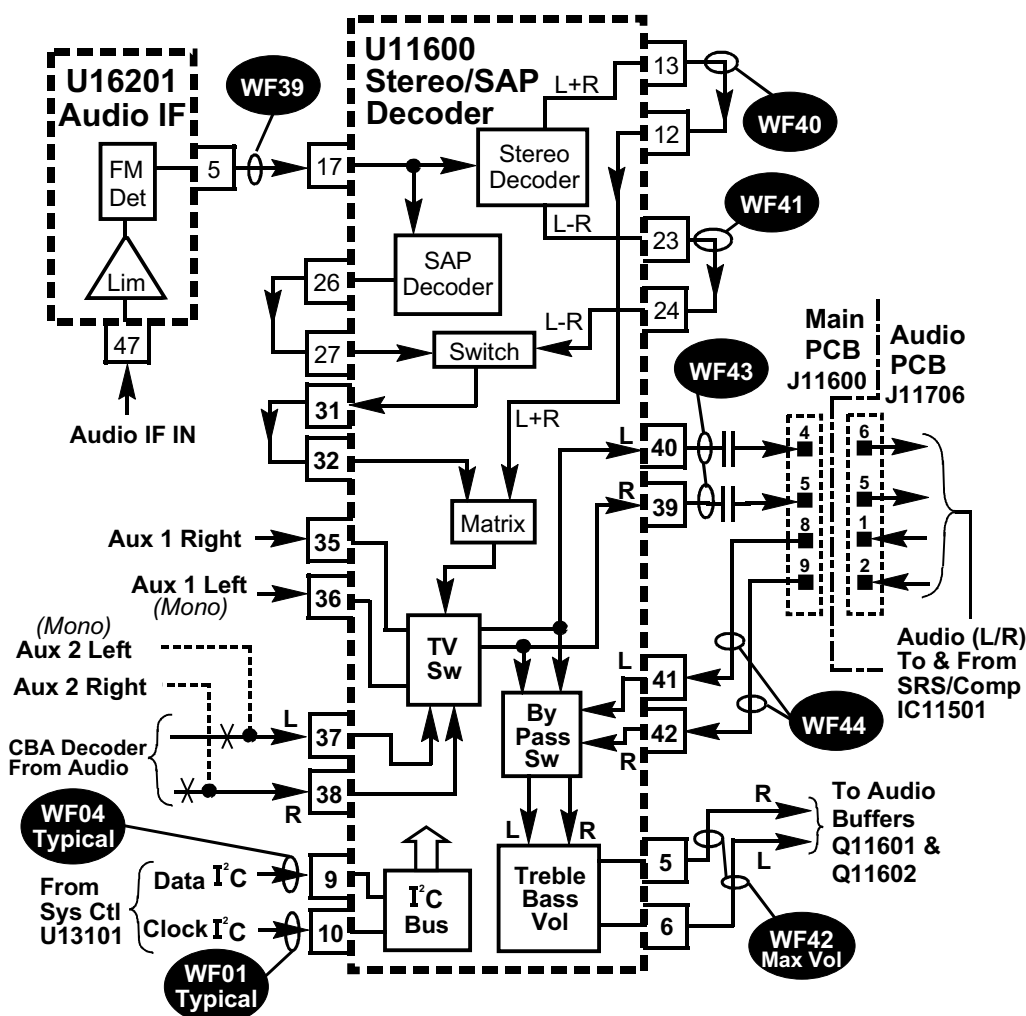 U16201
Audio IF
FM
Det
Lim
5
47
Audio IF IN
WF39
U11600
Stereo/SAP
Decoder
17
Stereo
Decoder
L+R
L-R
13
12
WF40
23
24
WF41
L-R
SAP
Decoder
26
27
Switch
31
32
L+R
Matrix
WF43
L
40
R
39
Main
PCB
J11600
Audio
PCB
J11706
4
5
8
9
6
5
1
2
Audio (L/R)
To & From
SRS/Comp
IC11501
Aux 1 Right
35
Aux 1 Left
(Mono)
36
(Mono)
Aux 2 Left
Aux 2 Right
TV
Sw
L
41
42
R
WF44
By
Pass
Sw
CBA Decoder
From Audio
L
37
38
R
WF04
Typical
From
Sys Ctl
U13101
Data I²C
9
Clock I²C
10
WF01
Typical
I²C
Bus
L
R
Treble
Bass
Vol
5
6
R
L
To Audio
Buffers
Q11601 &
Q11602
WF42
Max Vol